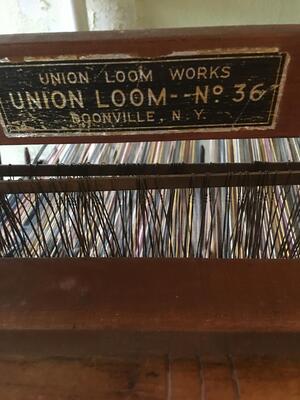 UNION LOOM WORKS
UNION LOOM--Nº 36
BOONVILLE, N.Y.